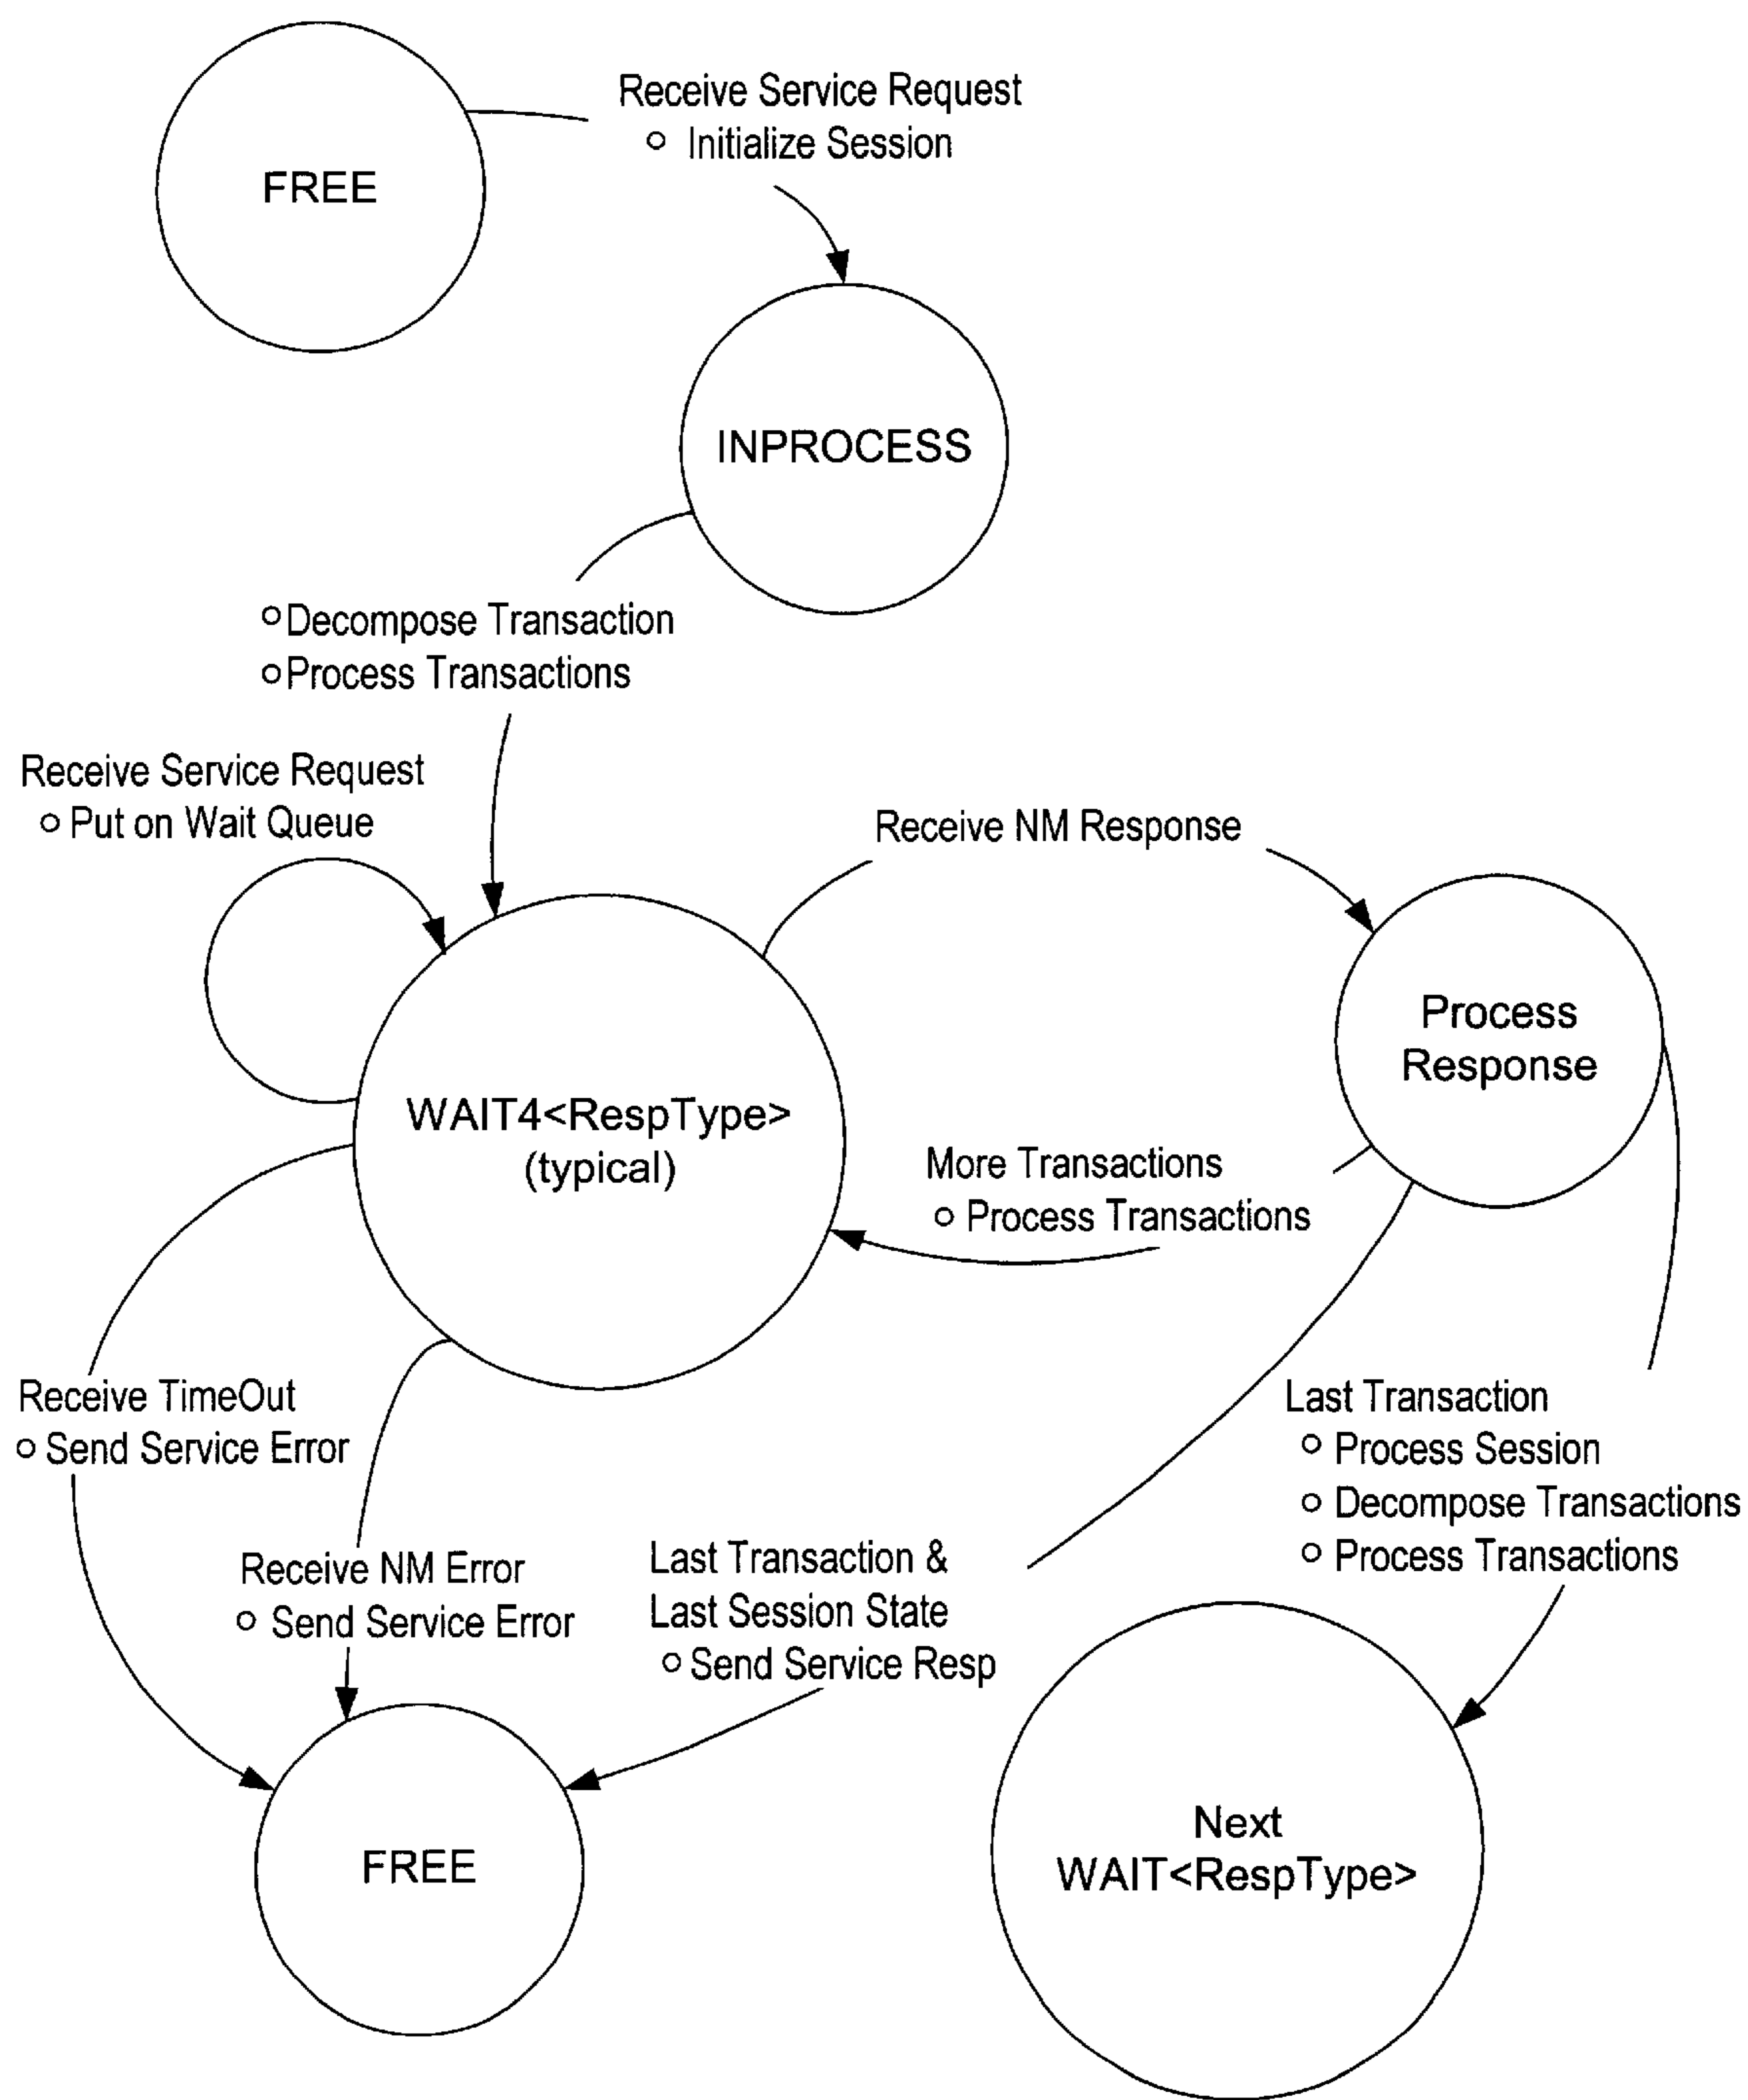 Receive Service Request
○ Initialize Session
FREE
INPROCESS
○ Decompose Transaction
○ Process Transactions
Receive Service Request
○ Put on Wait Queue
Receive NM Response
Process
Response
WAIT4<RespType>
(typical)
More Transactions
○ Process Transactions
Receive TimeOut
○ Send Service Error
Last Transaction
○ Process Session
○ Decompose Transactions
○ Process Transactions
Receive NM Error
○ Send Service Error
Last Transaction &
Last Session State
○ Send Service Resp
FREE
Next
WAIT<RespType>